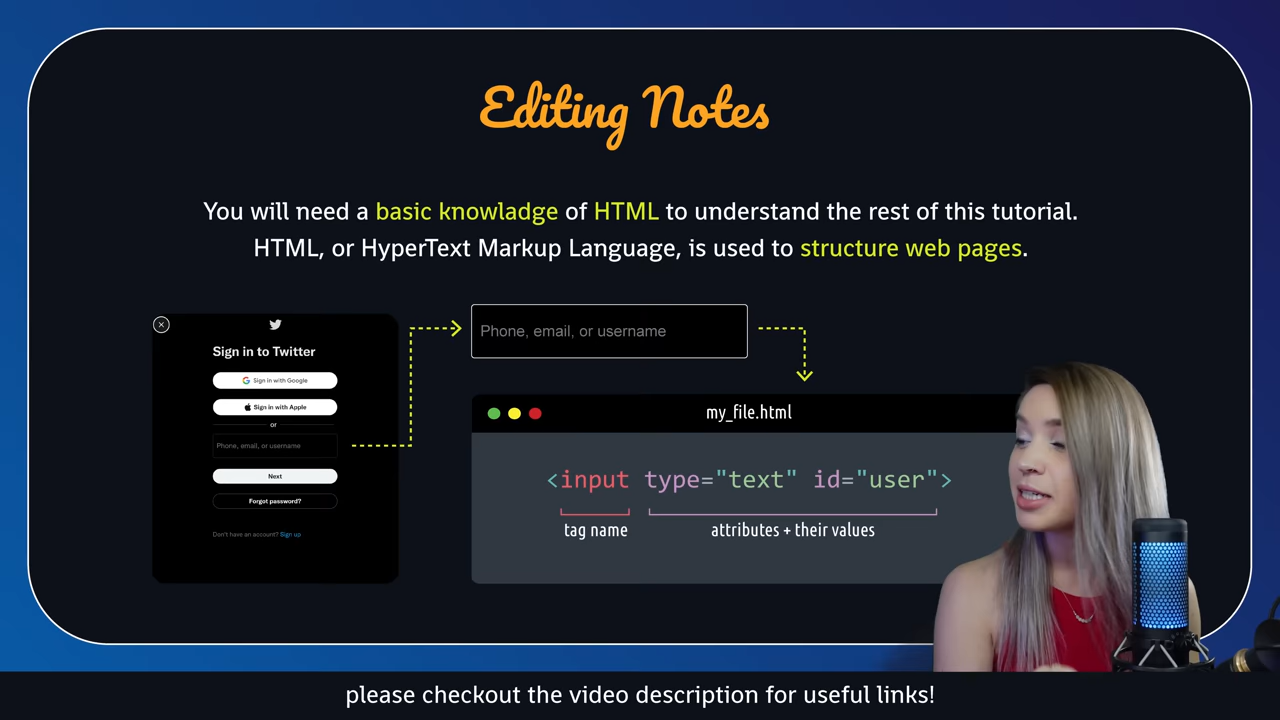 Editing Notes
You will need a basic knowladge of HTML to understand the rest of this tutorial.
HTML, or HyperText Markup Language, is used to structure web pages.
Sign in to Twitter
Sign in with Google
Sign in with Apple
or
Phone, email, or username
Next
Forgot password?
Don't have an account? Sign up
Phone, email, or username
my_file.html
<input type="text" id="user">
tag name
attributes + their values
please checkout the video description for useful links!